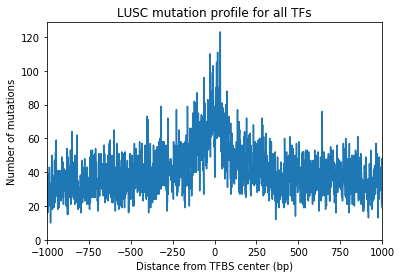 LUSC mutation profile for all TFs
120
100
80
60
40
20
0
Number of mutations
−1000 −750 −500 −250 0 250 500 750 1000
Distance from TFBS center (bp)